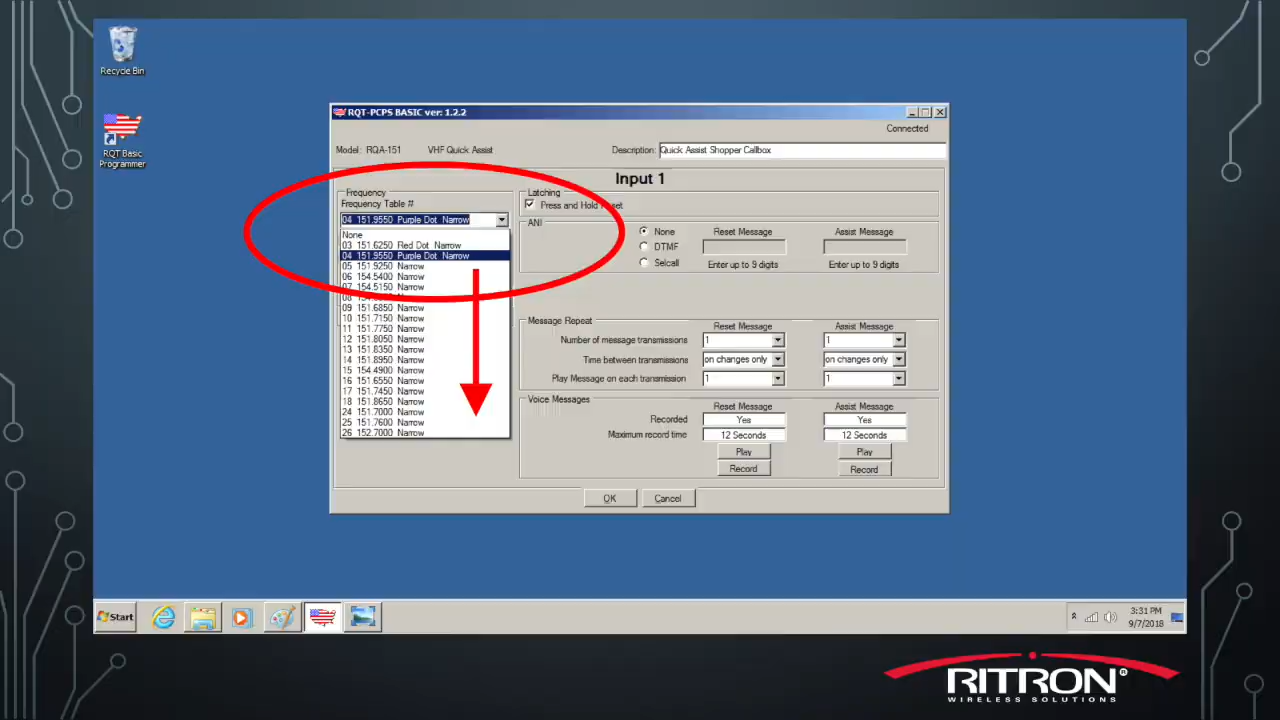 Recycle Bin
RQT Basic
Programmer
RQT-PCPS BASIC ver: 1.2.2
Connected
Model: RQA-151 VHF Quick Assist Description: Quick Assist Shopper Callbox
Input 1
Frequency
Frequency Table #
04 151.9550 Purple Dot Narrow
None
03 151.6250 Red Dot Narrow
04 151.9550 Purple Dot Narrow
05 151.9250 Narrow
06 154.5400 Narrow
07 154.5150 Narrow
09 151.6850 Narrow
10 151.7150 Narrow
11 151.7750 Narrow
12 151.8050 Narrow
13 151.8350 Narrow
14 151.8950 Narrow
15 154.4900 Narrow
16 151.6550 Narrow
17 151.7450 Narrow
18 151.8650 Narrow
24 151.7000 Narrow
25 151.7600 Narrow
26 152.7000 Narrow
Latching
Press and Hold
ANI
None
DTMF
Selcall
Reset Message Assist Message
Enter up to 9 digits Enter up to 9 digits
Message Repeat
Reset Message Assist Message
Number of message transmissions 1 1
Time between transmissions on changes only on changes only
Play Message on each transmission 1 1
Voice Messages
Reset Message Assist Message
Recorded Yes Yes
Maximum record time 12 Seconds 12 Seconds
Play Play
Record Record
OK Cancel
Start
3:31 PM
9/7/2018
RITRON®
WIRELESS SOLUTIONS